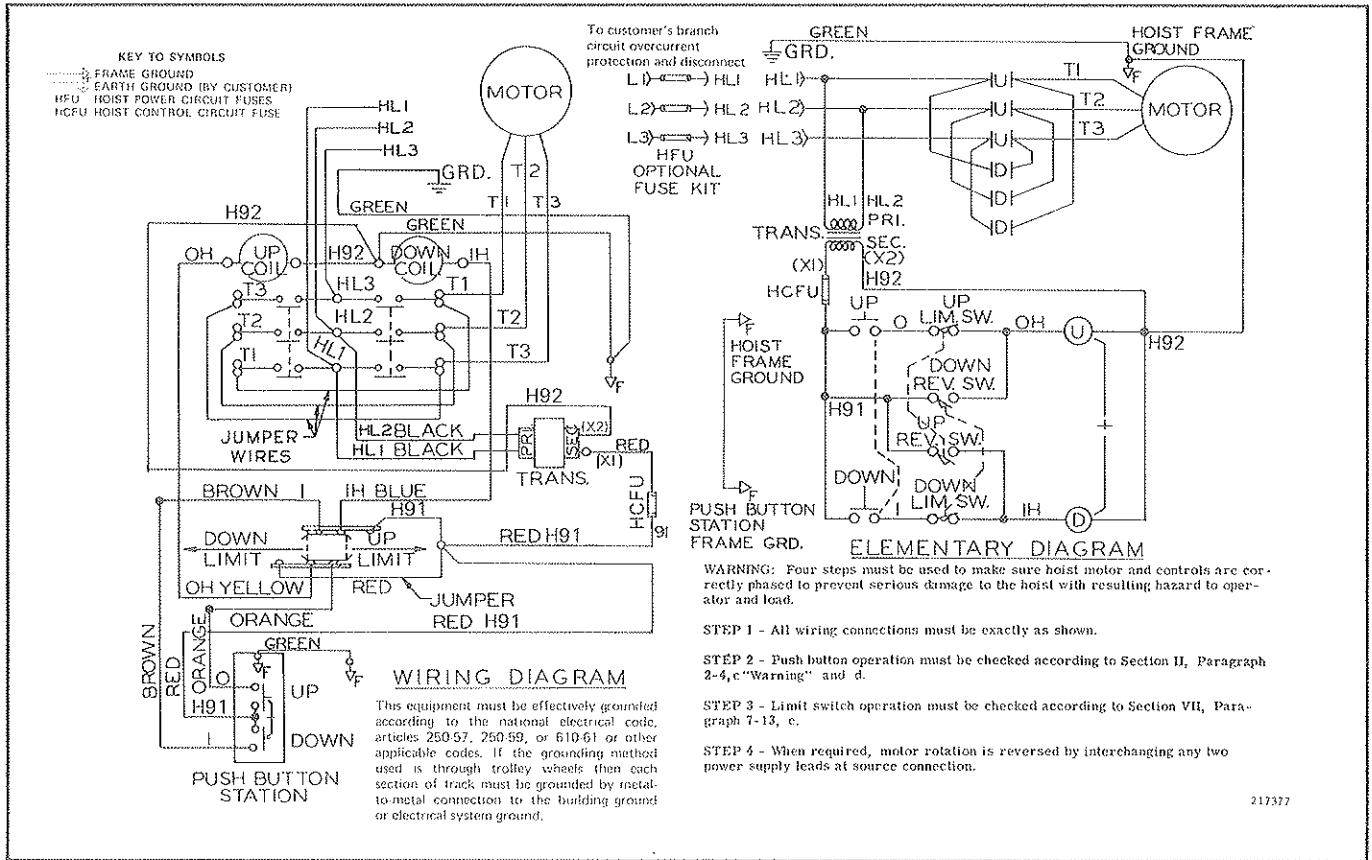 KEY TO SYMBOLS
FRAME GROUND
EARTH GROUND (BY CUSTOMER)
HFU HOIST POWER CIRCUIT FUSES
HCFU HOIST CONTROL CIRCUIT FUSE
MOTOR
HL1
HL2
HL3
GRD.
GREEN
T1
T2
T3
H92
GREEN
OH
UP COIL
H92
DOWN COIL
IH
T3
HL3
T1
T2
HL2
T2
T1
HL1
T3
F
JUMPER WIRES
H92
HL2 BLACK
HL1 BLACK
PRI.
SEC.
(X2)
RED
(X1)
TRANS.
HCFU
91
BROWN
I
IH BLUE
H91
DOWN LIMIT
UP LIMIT
RED H91
OH YELLOW
RED
JUMPER
RED H91
ORANGE
BROWN
RED
ORANGE
GREEN
F
F
O
UP
H91
I
DOWN
PUSH BUTTON
STATION
WIRING DIAGRAM
This equipment must be effectively grounded
according to the national electrical code,
articles 250-57, 250-59, or 610-61 or other
applicable codes. If the grounding method
used is through trolley wheels then each
section of track must be grounded by metal-
to-metal connection to the building ground
or electrical system ground.
To customer's branch
circuit overcurrent
protection and disconnect
L1
HL1
L2
HL2
L3
HL3
HFU
OPTIONAL
FUSE KIT
GREEN
GRD.
HOIST FRAME
GROUND
F
HL1
U
T1
HL2
U
T2
HL3
U
T3
MOTOR
D
D
D
HL1
HL2
PRI.
TRANS.
SEC.
(X1)
(X2)
H92
HCFU
F
HOIST
FRAME
GROUND
UP
O
UP
LIM. SW.
OH
U
H92
DOWN
REV. SW.
H91
UP
REV. SW.
DOWN
DOWN
LIM. SW.
IH
D
F
PUSH BUTTON
STATION
FRAME GRD.
ELEMENTARY DIAGRAM
WARNING: Four steps must be used to make sure hoist motor and controls are cor-
rectly phased to prevent serious damage to the hoist with resulting hazard to oper-
ator and load.
STEP 1 - All wiring connections must be exactly as shown.
STEP 2 - Push button operation must be checked according to Section II, Paragraph
2-4,c "Warning" and d.
STEP 3 - Limit switch operation must be checked according to Section VII, Para-
graph 7-13, c.
STEP 4 - When required, motor rotation is reversed by interchanging any two
power supply leads at source connection.
217377